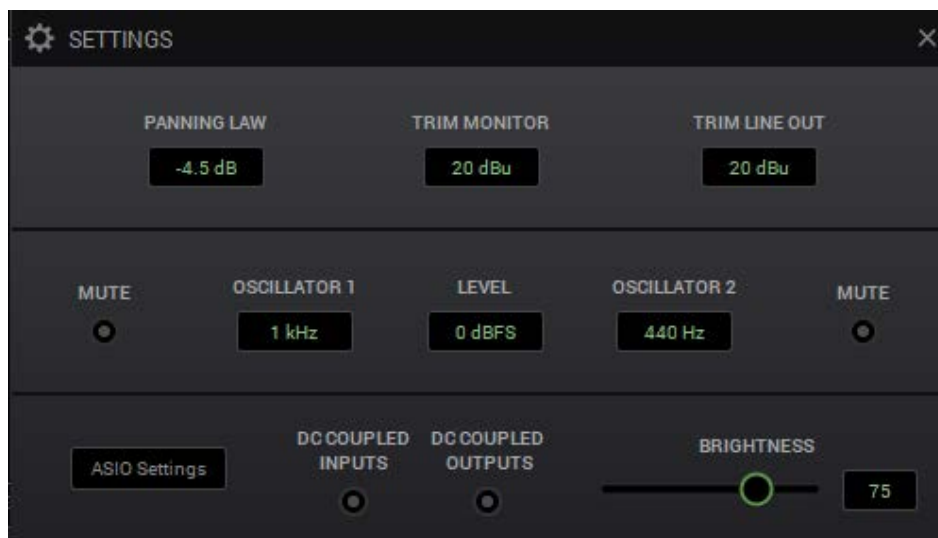 SETTINGS
PANNING LAW
TRIM MONITOR
TRIM LINE OUT
-4.5 dB
20 dBu
20 dBu
MUTE
OSCILLATOR 1
LEVEL
OSCILLATOR 2
MUTE
1 kHz
0 dBFS
440 Hz
ASIO Settings
DC COUPLED
INPUTS
DC COUPLED
OUTPUTS
BRIGHTNESS
75